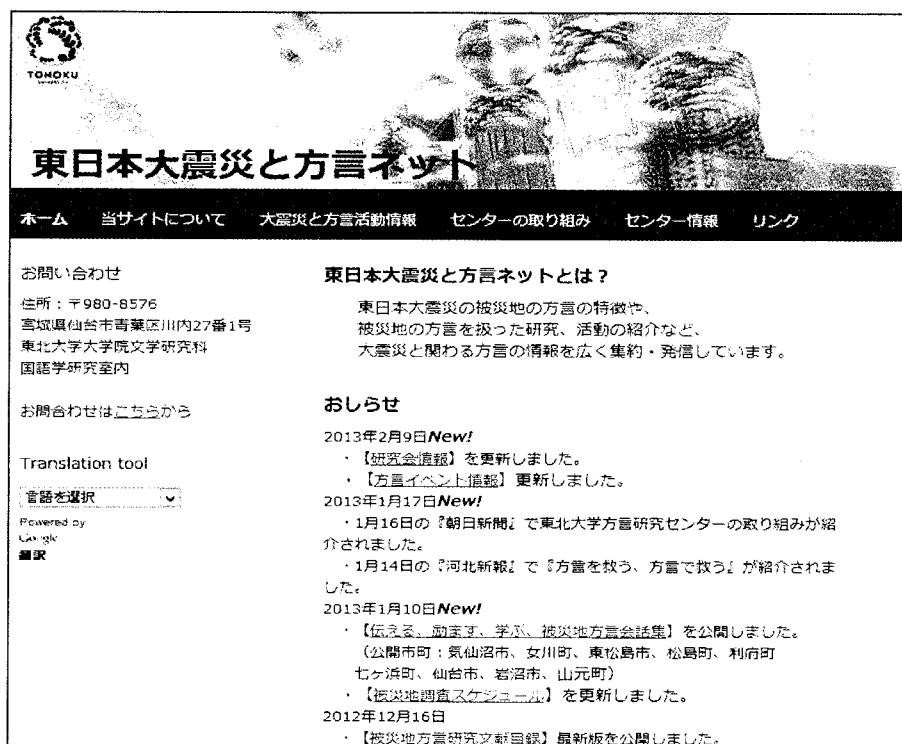 TOHOKU
東日本大震災と方言ネット
ホーム 当サイトについて 大震災と方言活動情報 センターの取り組み センター情報 リンク
お問い合わせ
住所：〒980-8576
宮城県仙台市青葉区川内27番1号
東北大学大学院文学研究科
国語学研究室内
お問合わせはこちらから
Translation tool
言語を選択
Powered by
Google
翻訳
東日本大震災と方言ネットとは？
東日本大震災の被災地の方言の特徴や、
被災地の方言を扱った研究、活動の紹介など、
大震災と関わる方言の情報を広く集約・発信しています。
おしらせ
2013年2月9日New!
・【研究会情報】を更新しました。
・【方言イベント情報】更新しました。
2013年1月17日New!
・1月16日の『朝日新聞』で東北大学方言研究センターの取り組みが紹
介されました。
・1月14日の『河北新報』で『方言を救う、方言で救う』が紹介されま
した。
2013年1月10日New!
・【伝える、励ます、学ぶ、被災地方言会話集】を公開しました。
（公開市町：気仙沼市、女川町、東松島市、松島町、利府町
七ヶ浜町、仙台市、岩沼市、山元町）
・【被災地調査スケジュール】を更新しました。
2012年12月16日
・【被災地方言研究文献目録】最新版を公開しました。